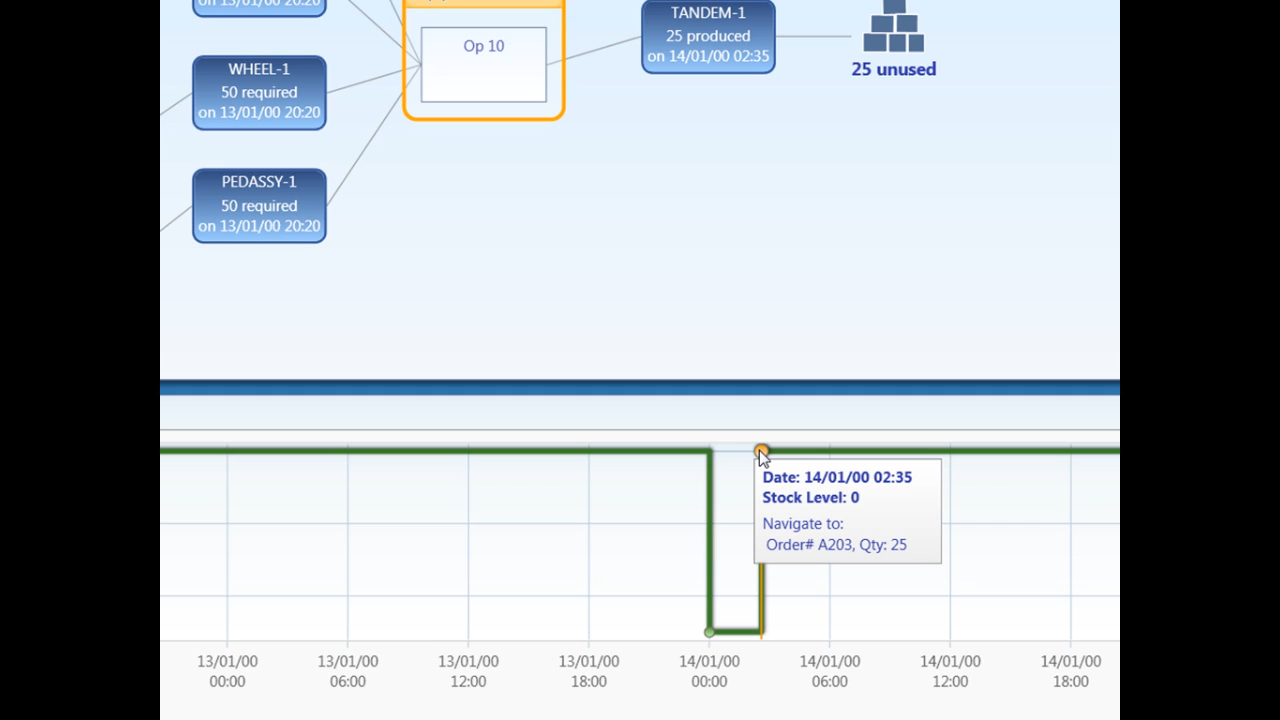 on 13/01/00 20:20
WHEEL-1
50 required
on 13/01/00 20:20
PEDASSY-1
50 required
on 13/01/00 20:20
Op 10
TANDEM-1
25 produced
on 14/01/00 02:35
25 unused
Date: 14/01/00 02:35
Stock Level: 0
Navigate to:
Order# A203, Qty: 25
13/01/00
00:00
13/01/00
06:00
13/01/00
12:00
13/01/00
18:00
14/01/00
00:00
14/01/00
06:00
14/01/00
12:00
14/01/00
18:00